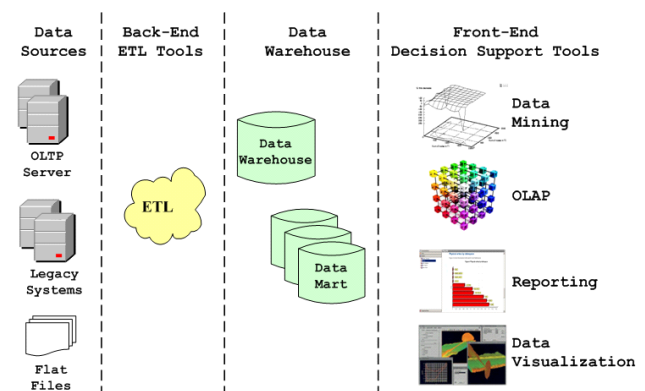 Data
Sources
Back-End
ETL Tools
Data
Warehouse
Front-End
Decision Support Tools
OLTP
Server
Legacy
Systems
Flat
Files
ETL
Data
Warehouse
Data
Mart
Data
Mining
OLAP
Reporting
Data
Visualization